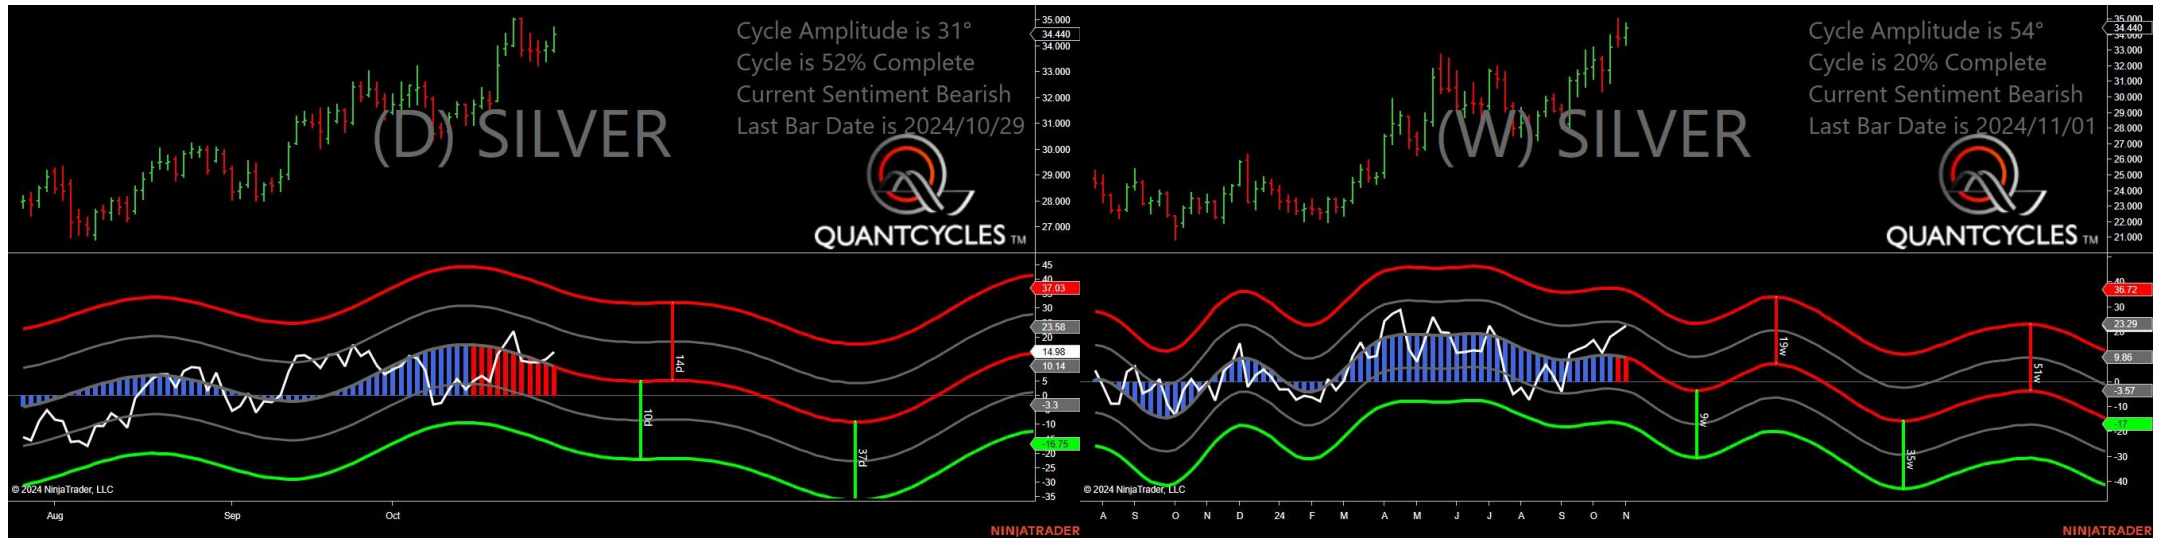 Cycle Amplitude is 31°
Cycle is 52% Complete
Current Sentiment Bearish
Last Bar Date is 2024/10/29
(D) SILVER
QUANTCYCLES TM
35.000
34.440
34.000
33.000
32.000
31.000
30.000
29.000
28.000
27.000
45
40
37.03
30
23.58
20
14.98
10.14
5
0
-3.3
-10
-16.75
-20
-25
-30
-35
14d
10d
37d
© 2024 NinjaTrader, LLC
Aug Sep Oct
NINJATRADER
Cycle Amplitude is 54°
Cycle is 20% Complete
Current Sentiment Bearish
Last Bar Date is 2024/11/01
(W) SILVER
QUANTCYCLES TM
35.000
34.440
34.000
33.000
32.000
31.000
30.000
29.000
28.000
27.000
26.000
25.000
24.000
23.000
22.000
21.000
40
36.72
30
23.29
20
9.86
0
-3.57
-10
-17
-20
-30
-40
19w
9w
35w
51w
© 2024 NinjaTrader, LLC
A S O N D 24 F M A M J J A S O N
NINJATRADER